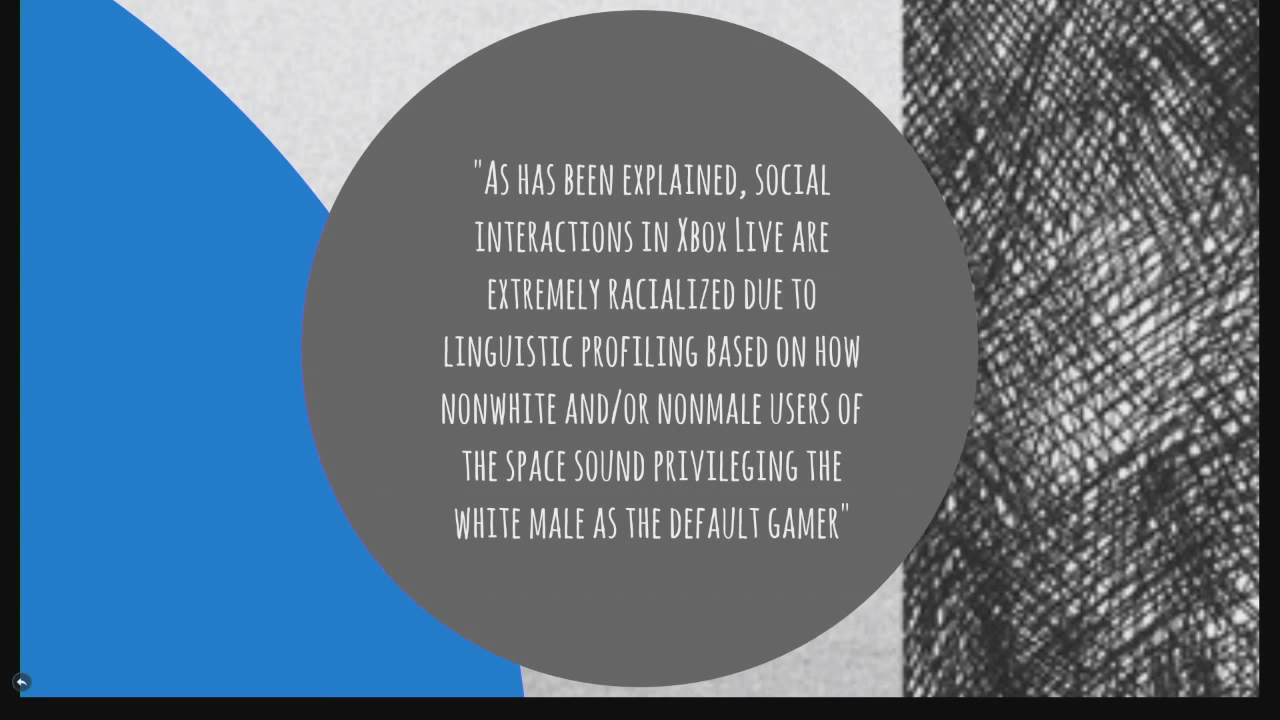 "As has been explained, social
interactions in Xbox Live are
extremely racialized due to
linguistic profiling based on how
nonwhite and/or nonmale users of
the space sound privileging the
white male as the default gamer"